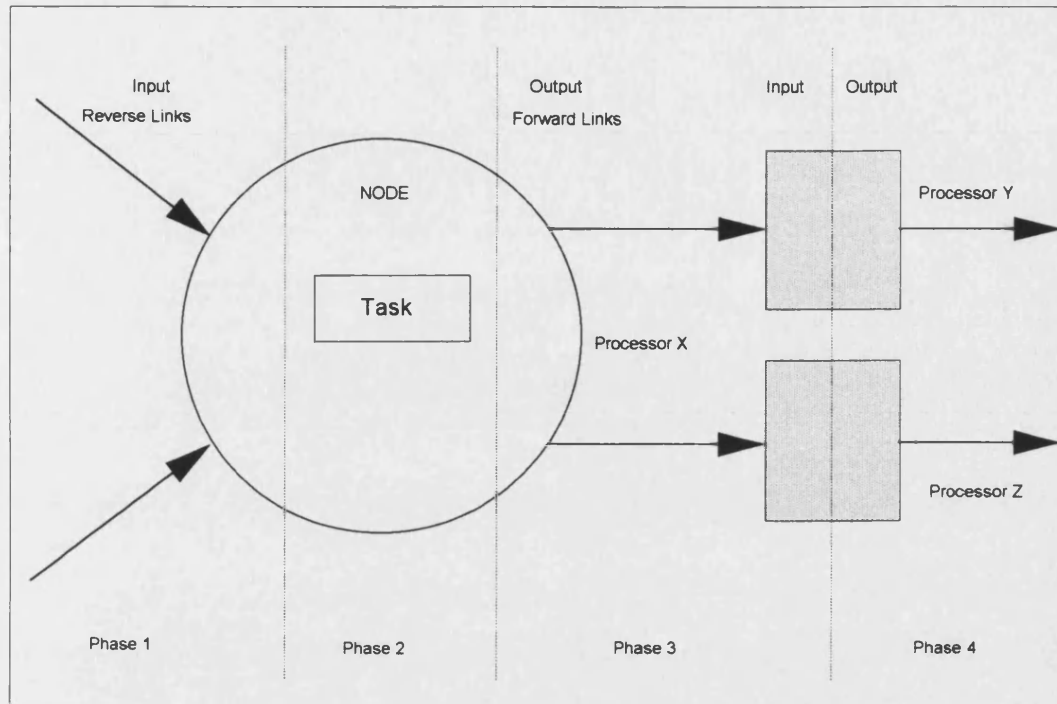 Input
Reverse Links
Output
Forward Links
Input
Output
NODE
Task
Processor X
Processor Y
Processor Z
Phase 1
Phase 2
Phase 3
Phase 4